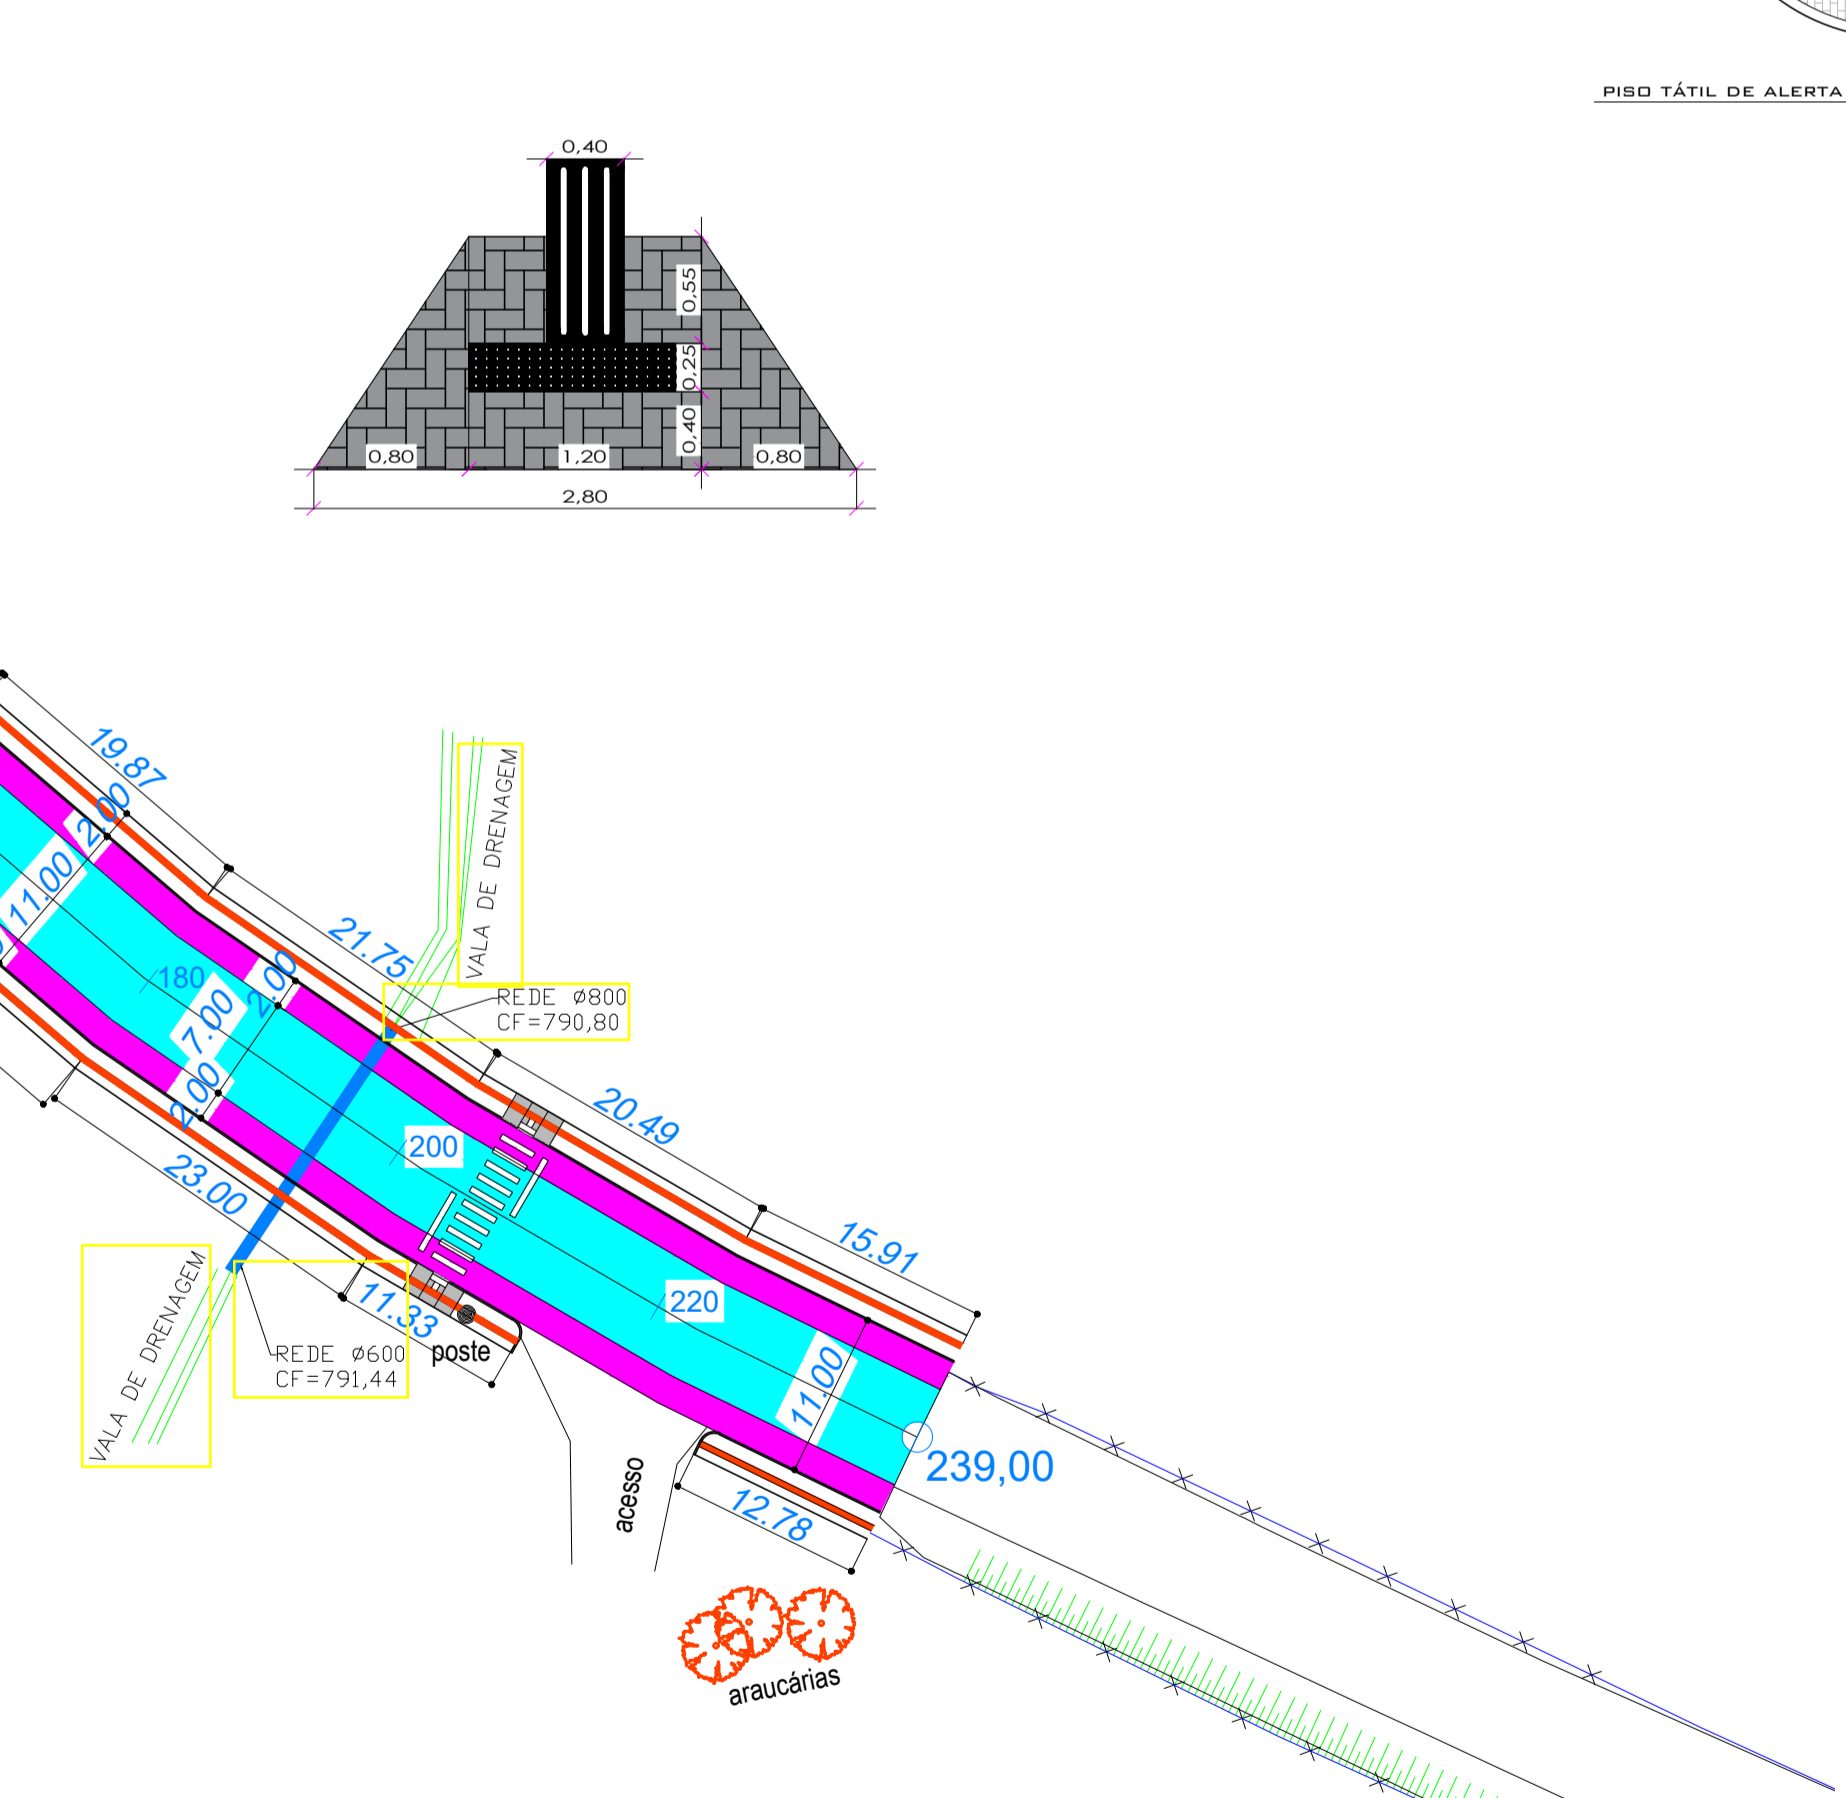 PISO TÁTIL DE ALERTA
0,40
0,55
0,25
0,40
0,80
1,20
0,80
2,80
19.87
2.00
11.00
VALA DE DRENAGEM
21.75
180
2.00
7.00
2.00
REDE Ø800
CF=790,80
20.49
200
23.00
15.91
VALA DE DRENAGEM
11.33
220
REDE Ø600
CF=791,44
poste
11.00
239,00
acesso
12.78
araucárias